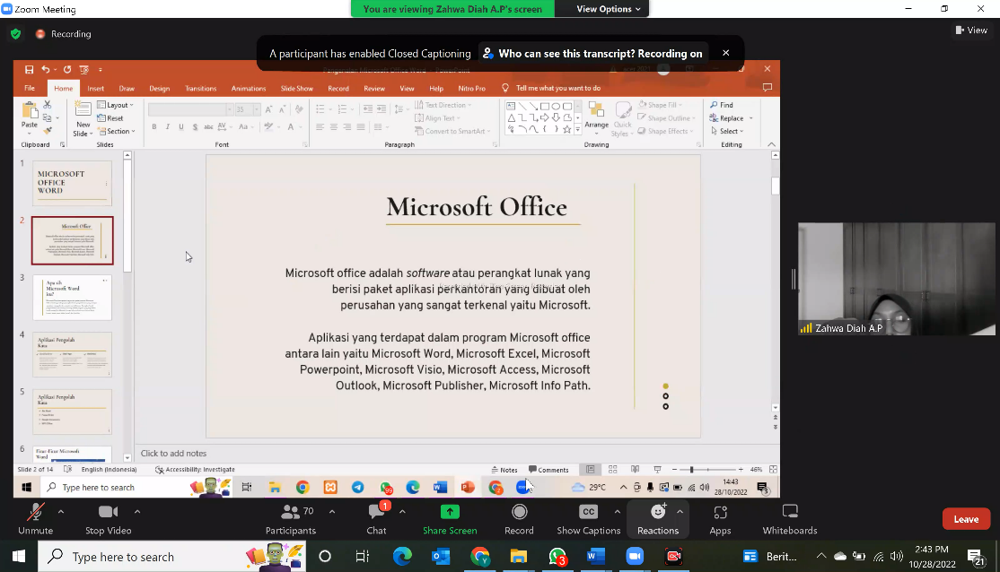 Zoom Meeting
You are viewing Zahwa Diah A.P's screen
View Options
Recording
View
A participant has enabled Closed Captioning
Who can see this transcript? Recording on
File Home Insert Draw Design Transitions Animations Slide Show Record Review View Help Nitro Pro Tell me what you want to do
Paste
New
Slide
Layout
Reset
Section
35
B I U S abc AV Aa A
Text Direction
Align Text
Convert to SmartArt
Arrange
Quick
Styles
Shape Fill
Shape Outline
Shape Effects
Find
Replace
Select
Clipboard Slides Font Paragraph Drawing Editing
1
MICROSOFT
OFFICE
WORD
2
Microsoft Office
3
Apa sih
Microsoft Word
itu?
4
Aplikasi Pengolah
Kata
5
Aplikasi Pengolah
Kata
6
Fitur-Fitur Microsoft
Word
Microsoft Office
Microsoft office adalah software atau perangkat lunak yang
berisi paket aplikasi perkantoran yang dibuat oleh
perusahan yang sangat terkenal yaitu Microsoft.
Aplikasi yang terdapat dalam program Microsoft office
antara lain yaitu Microsoft Word, Microsoft Excel, Microsoft
Powerpoint, Microsoft Visio, Microsoft Access, Microsoft
Outlook, Microsoft Publisher, Microsoft Info Path.
Zahwa Diah A.P
Click to add notes
Slide 2 of 14 English (Indonesia) Accessibility: Investigate Notes Comments 46%
Type here to search
29°C
14:43
28/10/2022
3
Unmute Stop Video Participants 70 Chat 1 Share Screen Record CC Show Captions Reactions Apps Whiteboards Leave
Type here to search
3
Berit...
2:43 PM
10/28/2022
21